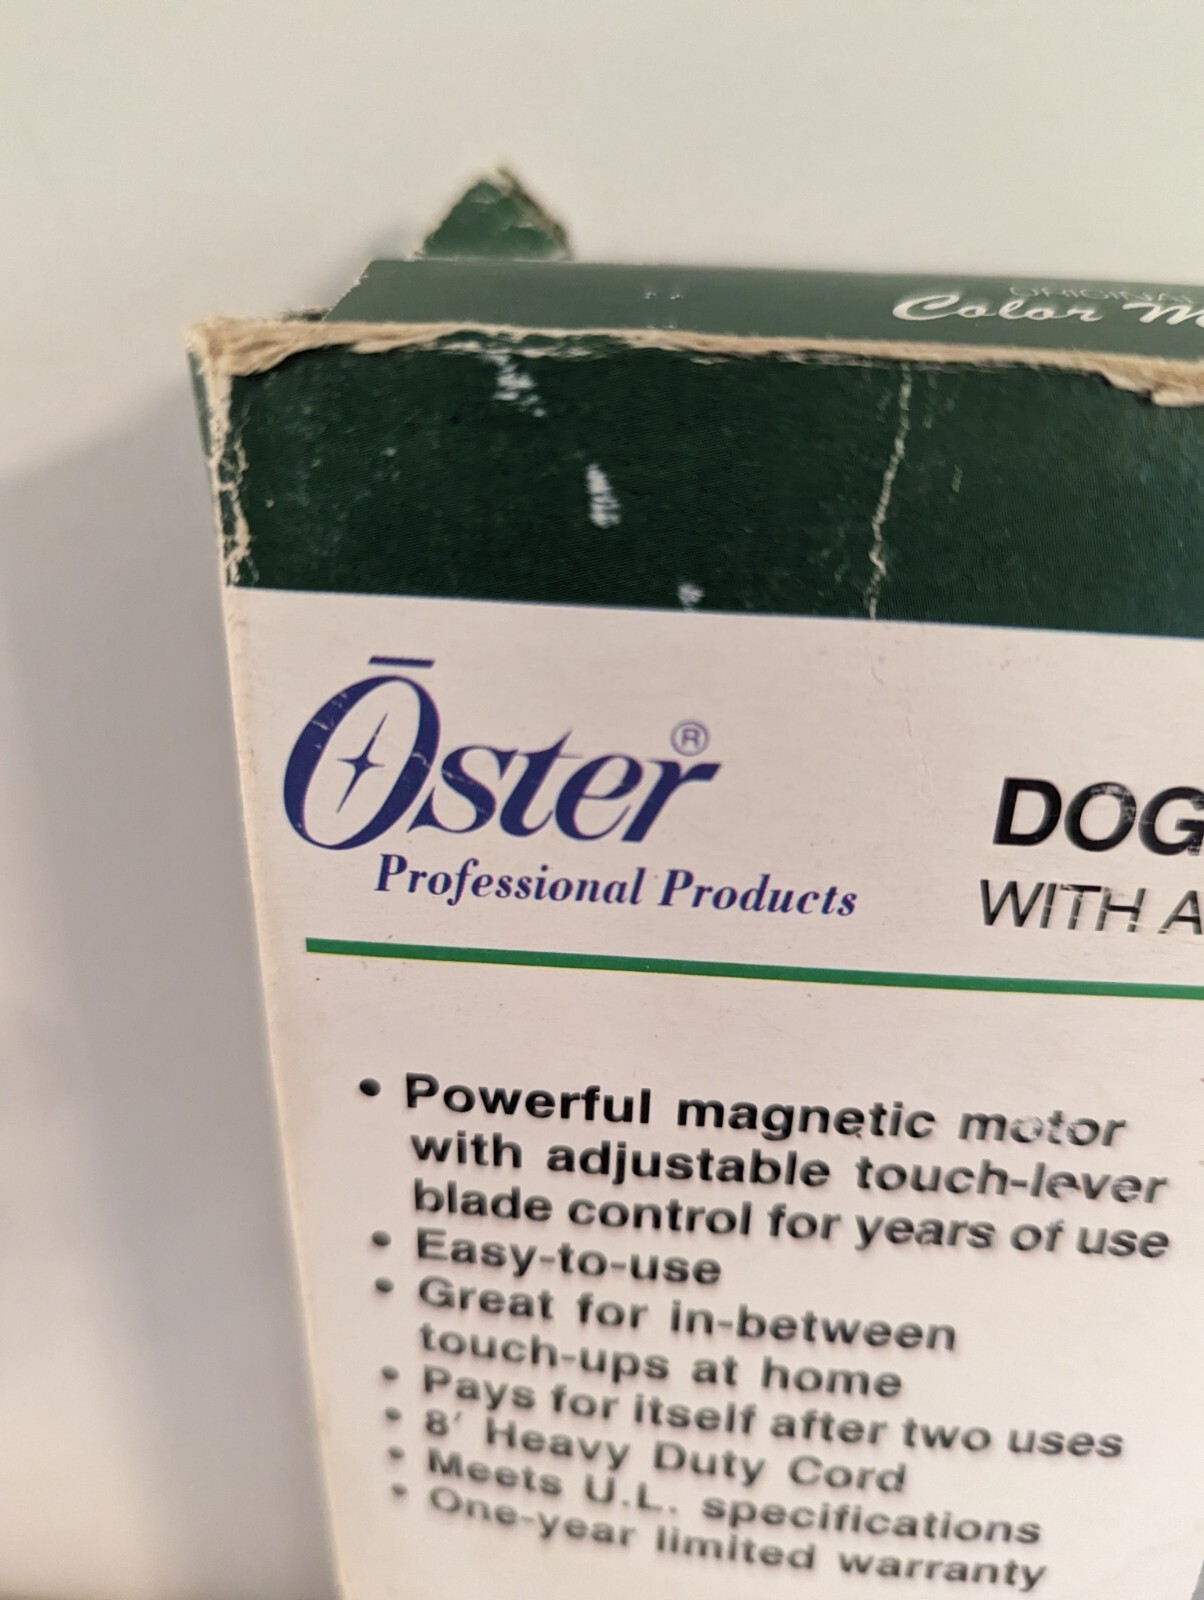 ORIGINAL
Color
Oster®
Professional Products
DOG
WITH A
• Powerful magnetic motor
with adjustable touch-lever
blade control for years of use
• Easy-to-use
• Great for in-between
touch-ups at home
• Pays for itself after two uses
• 8' Heavy Duty Cord
• Meets U.L. specifications
• One-year limited warranty